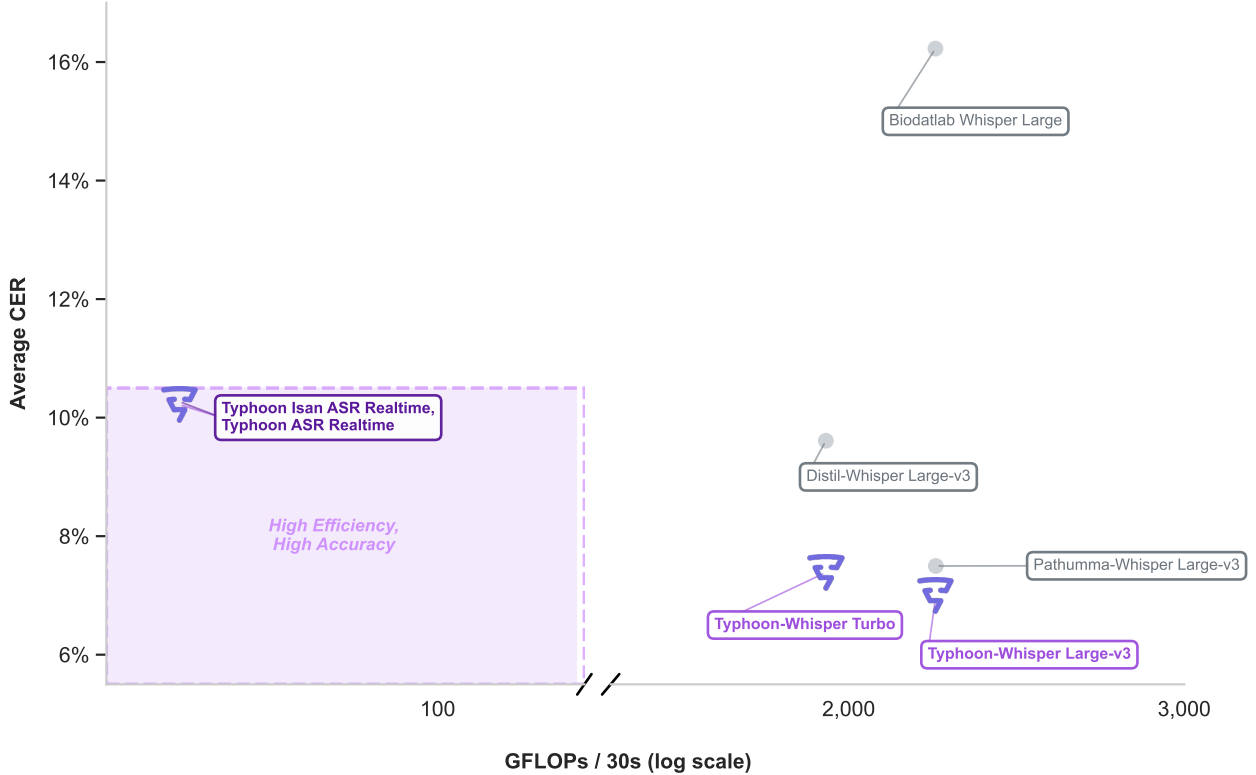 16%
14%
12%
10%
8%
6%
Average CER
Biodatlab Whisper Large
Typhoon Isan ASR Realtime,
Typhoon ASR Realtime
High Efficiency,
High Accuracy
Distil-Whisper Large-v3
Pathumma-Whisper Large-v3
Typhoon-Whisper Turbo
Typhoon-Whisper Large-v3
100
2,000
3,000
GFLOPs / 30s (log scale)